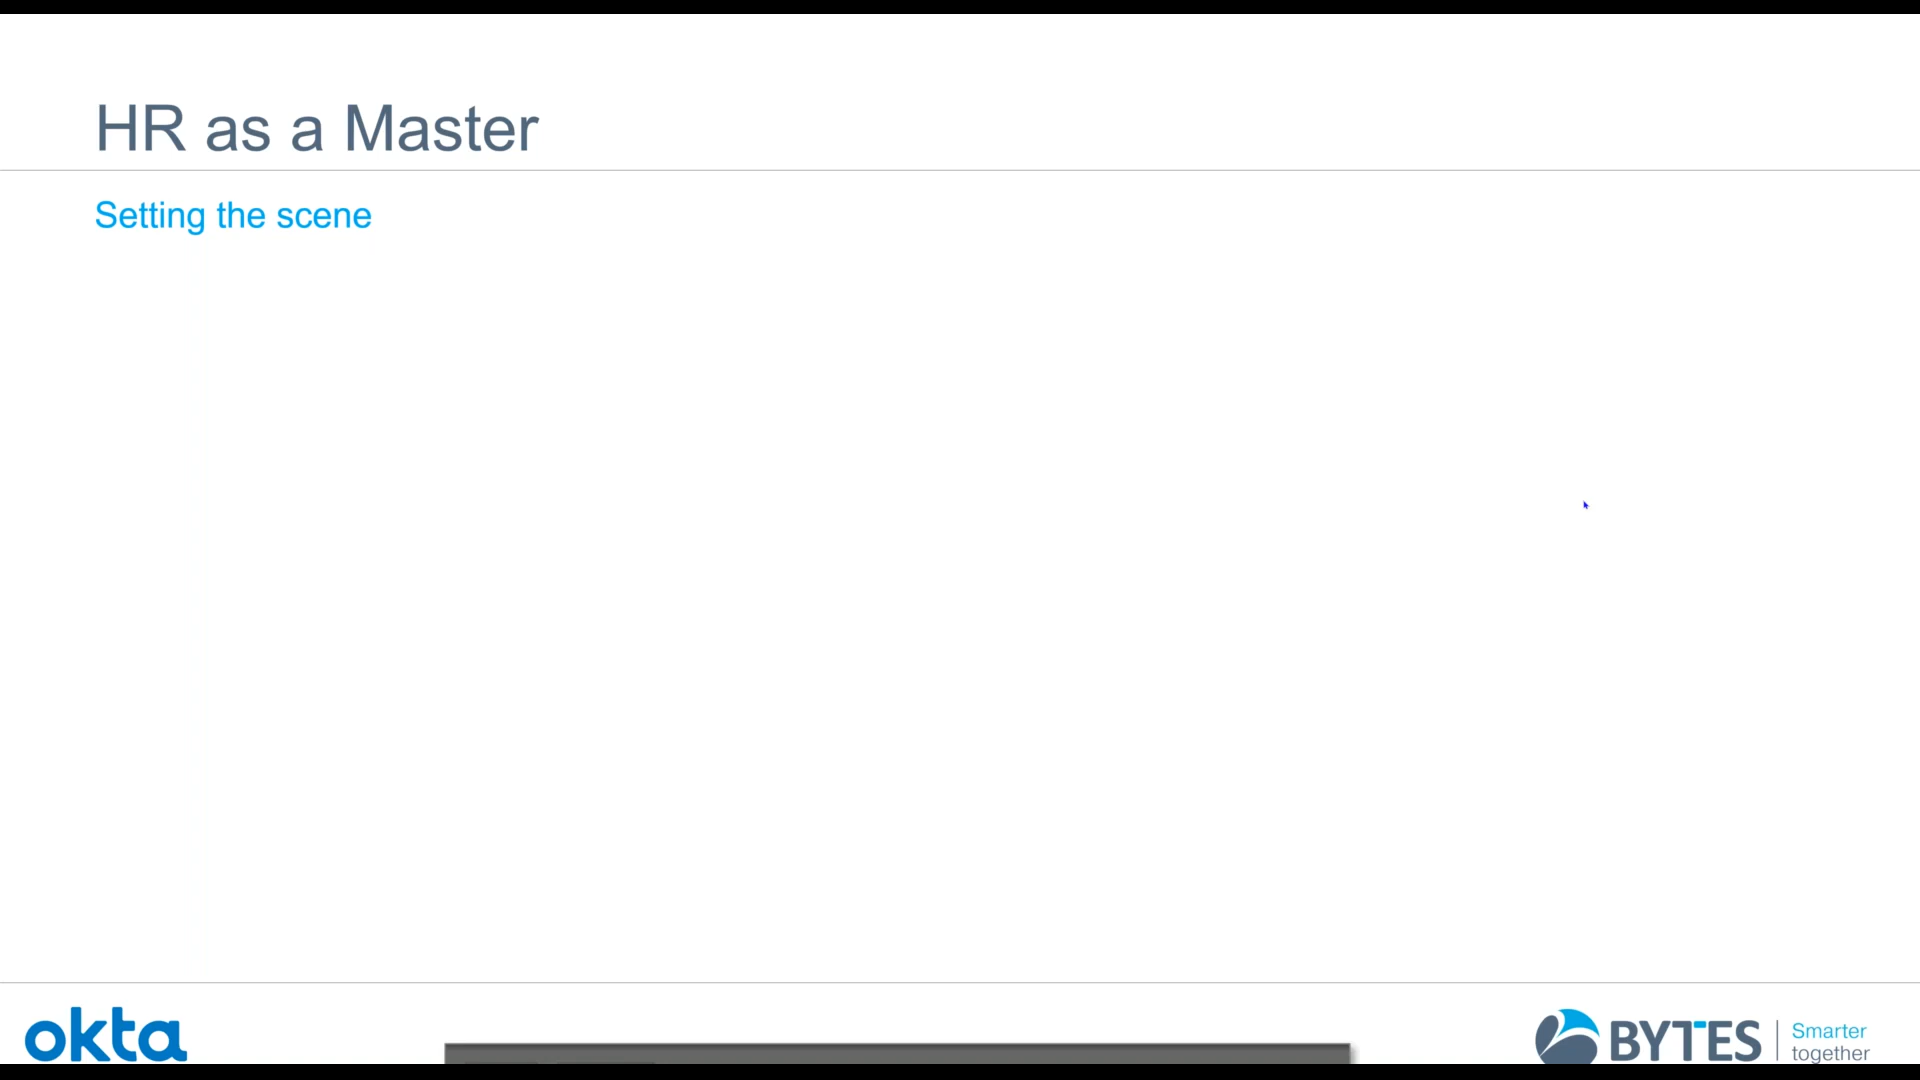 HR as a Master
Setting the scene
okta
BYTES
Smarter
together